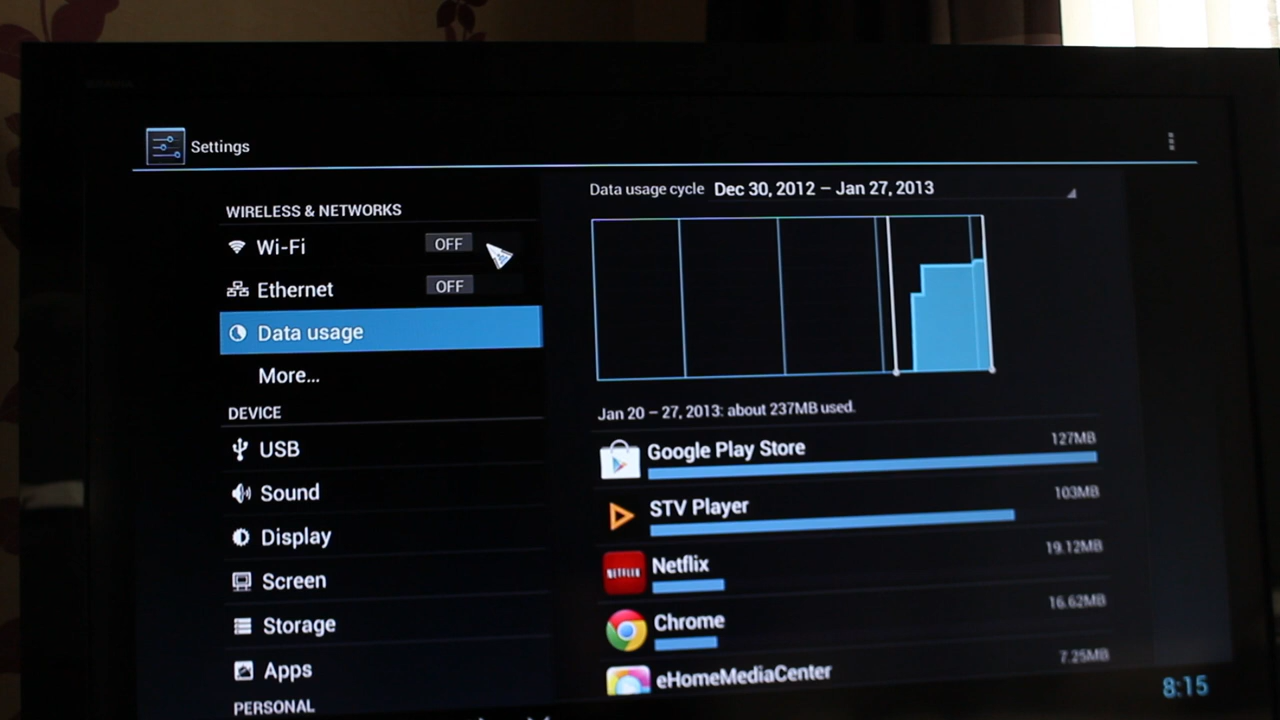 Settings
WIRELESS & NETWORKS
Wi-Fi OFF
Ethernet OFF
Data usage
More...
DEVICE
USB
Sound
Display
Screen
Storage
Apps
PERSONAL
Data usage cycle Dec 30, 2012 – Jan 27, 2013
Jan 20 – 27, 2013: about 237MB used.
Google Play Store 127MB
STV Player 103MB
NETFLIX
Netflix 19.12MB
Chrome 16.62MB
eHomeMediaCenter 7.25MB
8:15